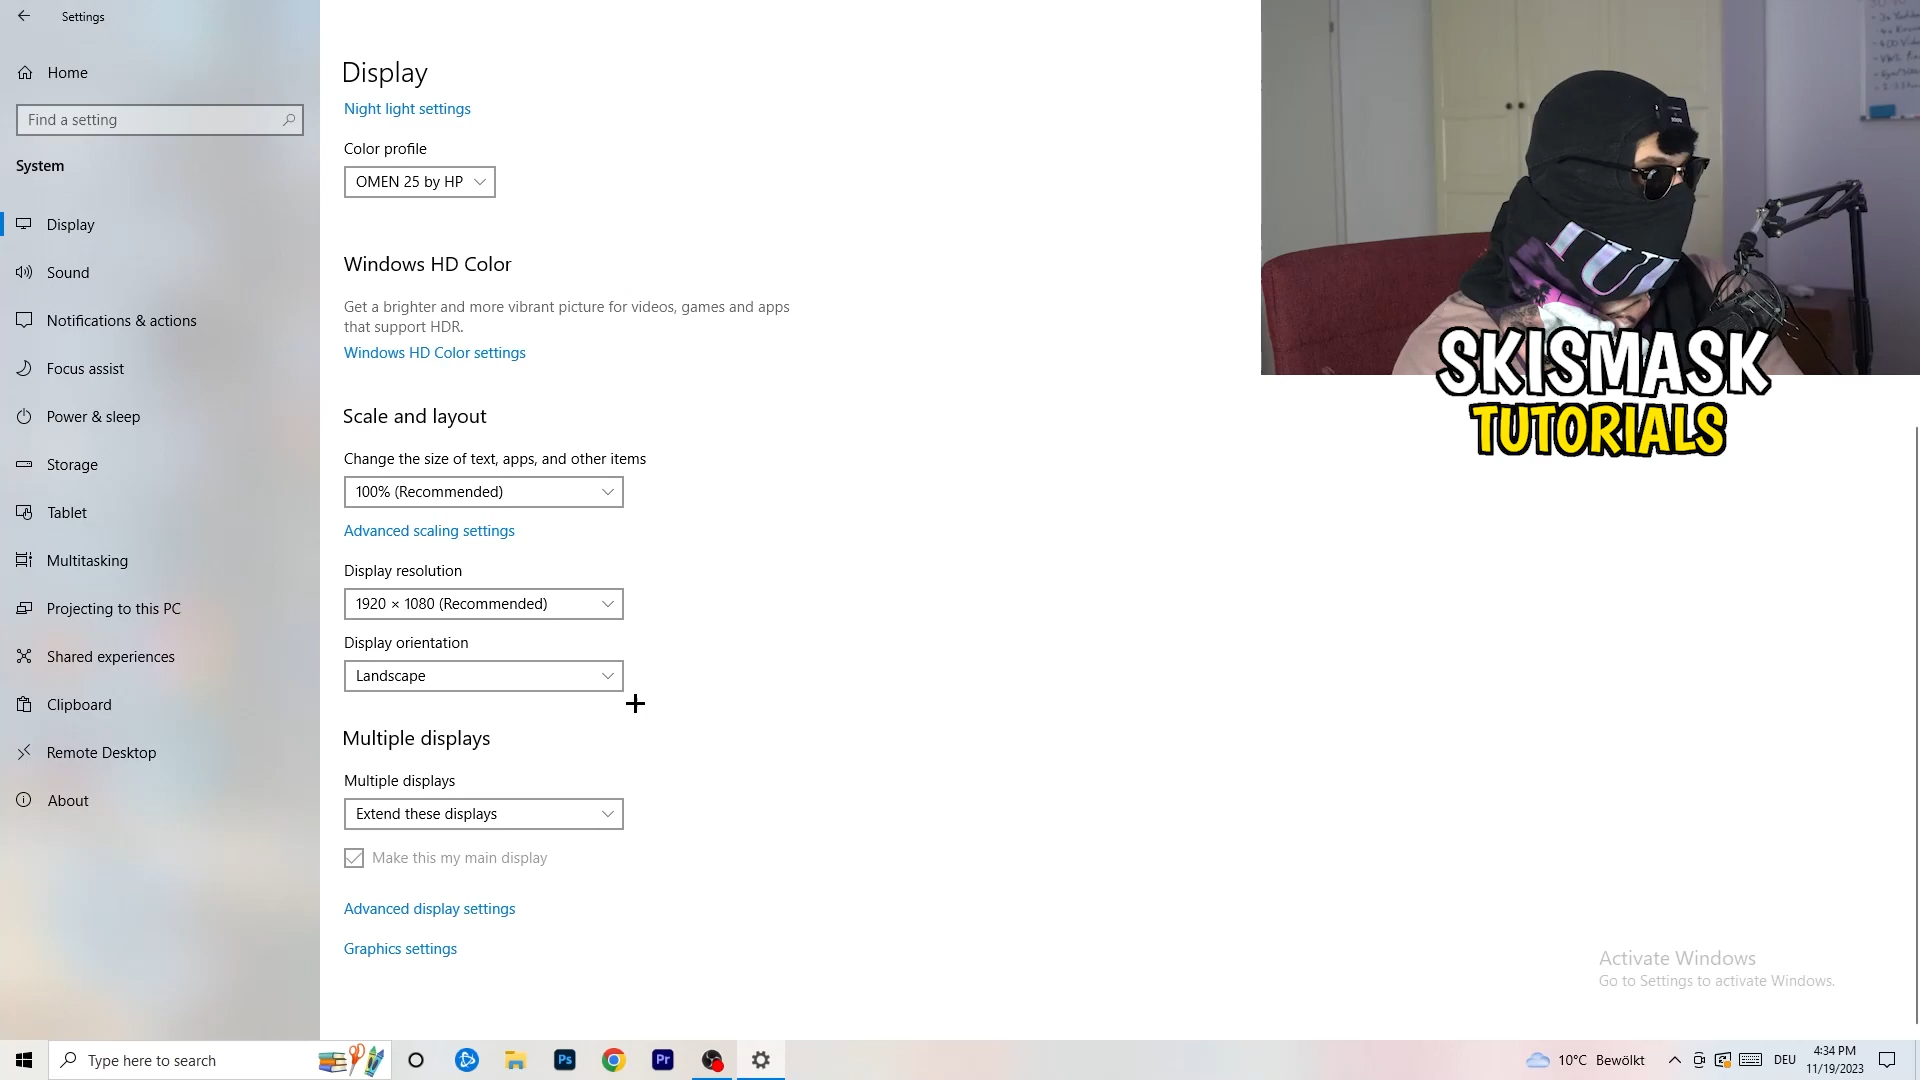 Settings
Home
Find a setting
System
Display
Sound
Notifications & actions
Focus assist
Power & sleep
Storage
Tablet
Multitasking
Projecting to this PC
Shared experiences
Clipboard
Remote Desktop
About
Display
Night light settings
Color profile
OMEN 25 by HP
Windows HD Color
Get a brighter and more vibrant picture for videos, games and apps
that support HDR.
Windows HD Color settings
Scale and layout
Change the size of text, apps, and other items
100% (Recommended)
Advanced scaling settings
Display resolution
1920 × 1080 (Recommended)
Display orientation
Landscape
Multiple displays
Multiple displays
Extend these displays
Make this my main display
Advanced display settings
Graphics settings
SKISMASK
TUTORIALS
Activate Windows
Go to Settings to activate Windows.
Type here to search
Ps
Pr
10°C Bewölkt
DEU
4:34 PM
11/19/2023